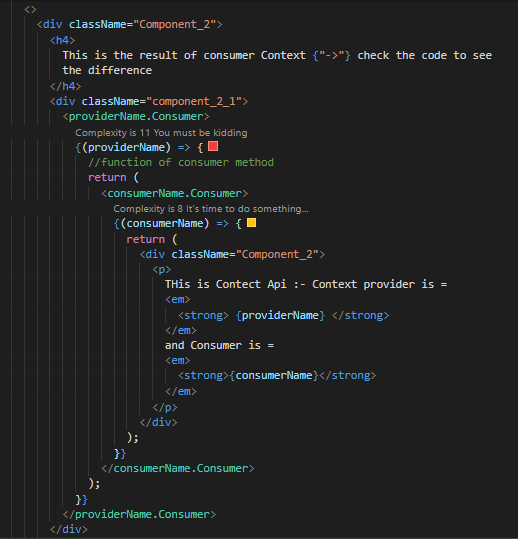 <>
<div className="Component_2">
<h4>
This is the result of consumer Context {"->"} check the code to see
the difference
</h4>
<div className="component_2_1">
<providerName.Consumer>
Complexity is 11 You must be kidding
{(providerName) => {
//function of consumer method
return (
<consumerName.Consumer>
Complexity is 8 It's time to do something...
{(consumerName) => {
return (
<div className="Component_2">
<p>
THis is Contect Api :- Context provider is =
<em>
<strong> {providerName} </strong>
</em>
and Consumer is =
<em>
<strong>{consumerName}</strong>
</em>
</p>
</div>
);
}}
</consumerName.Consumer>
);
}}
</providerName.Consumer>
</div>